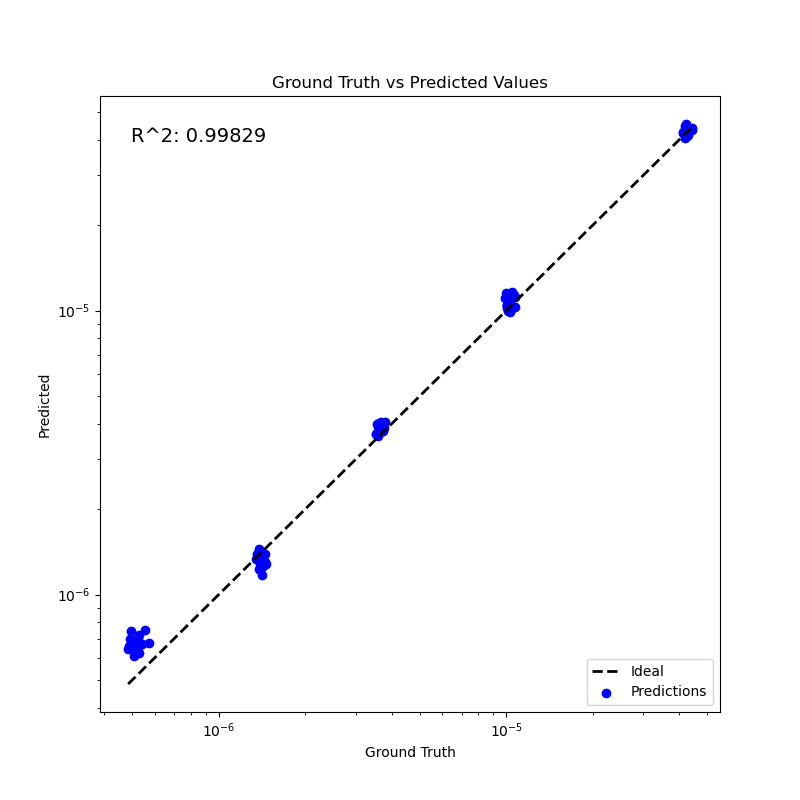 Ground Truth vs Predicted Values
R^2: 0.99829
10⁻⁵
Predicted
10⁻⁶
Ideal
Predictions
10⁻⁶ 10⁻⁵
Ground Truth